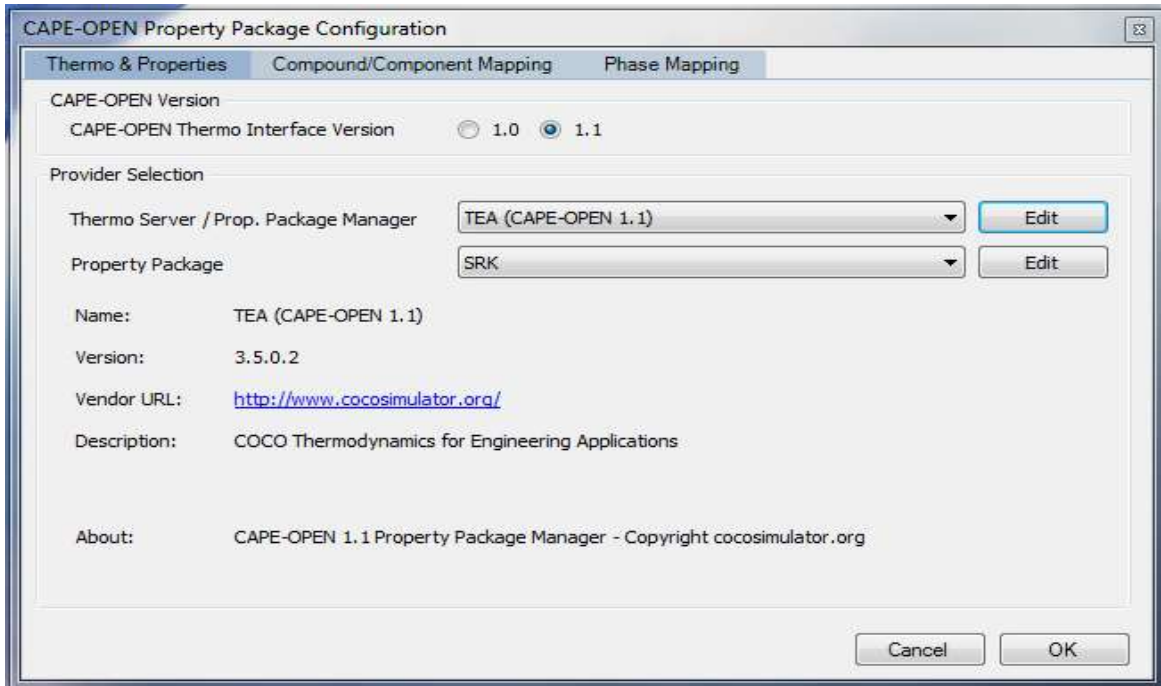 CAPE-OPEN Property Package Configuration
Thermo & Properties Compound/Component Mapping Phase Mapping
CAPE-OPEN Version
CAPE-OPEN Thermo Interface Version 1.0 1.1
Provider Selection
Thermo Server / Prop. Package Manager TEA (CAPE-OPEN 1.1) Edit
Property Package SRK Edit
Name: TEA (CAPE-OPEN 1.1)
Version: 3.5.0.2
Vendor URL: http://www.cocosimulator.org/
Description: COCO Thermodynamics for Engineering Applications
About: CAPE-OPEN 1.1 Property Package Manager - Copyright cocosimulator.org
Cancel OK